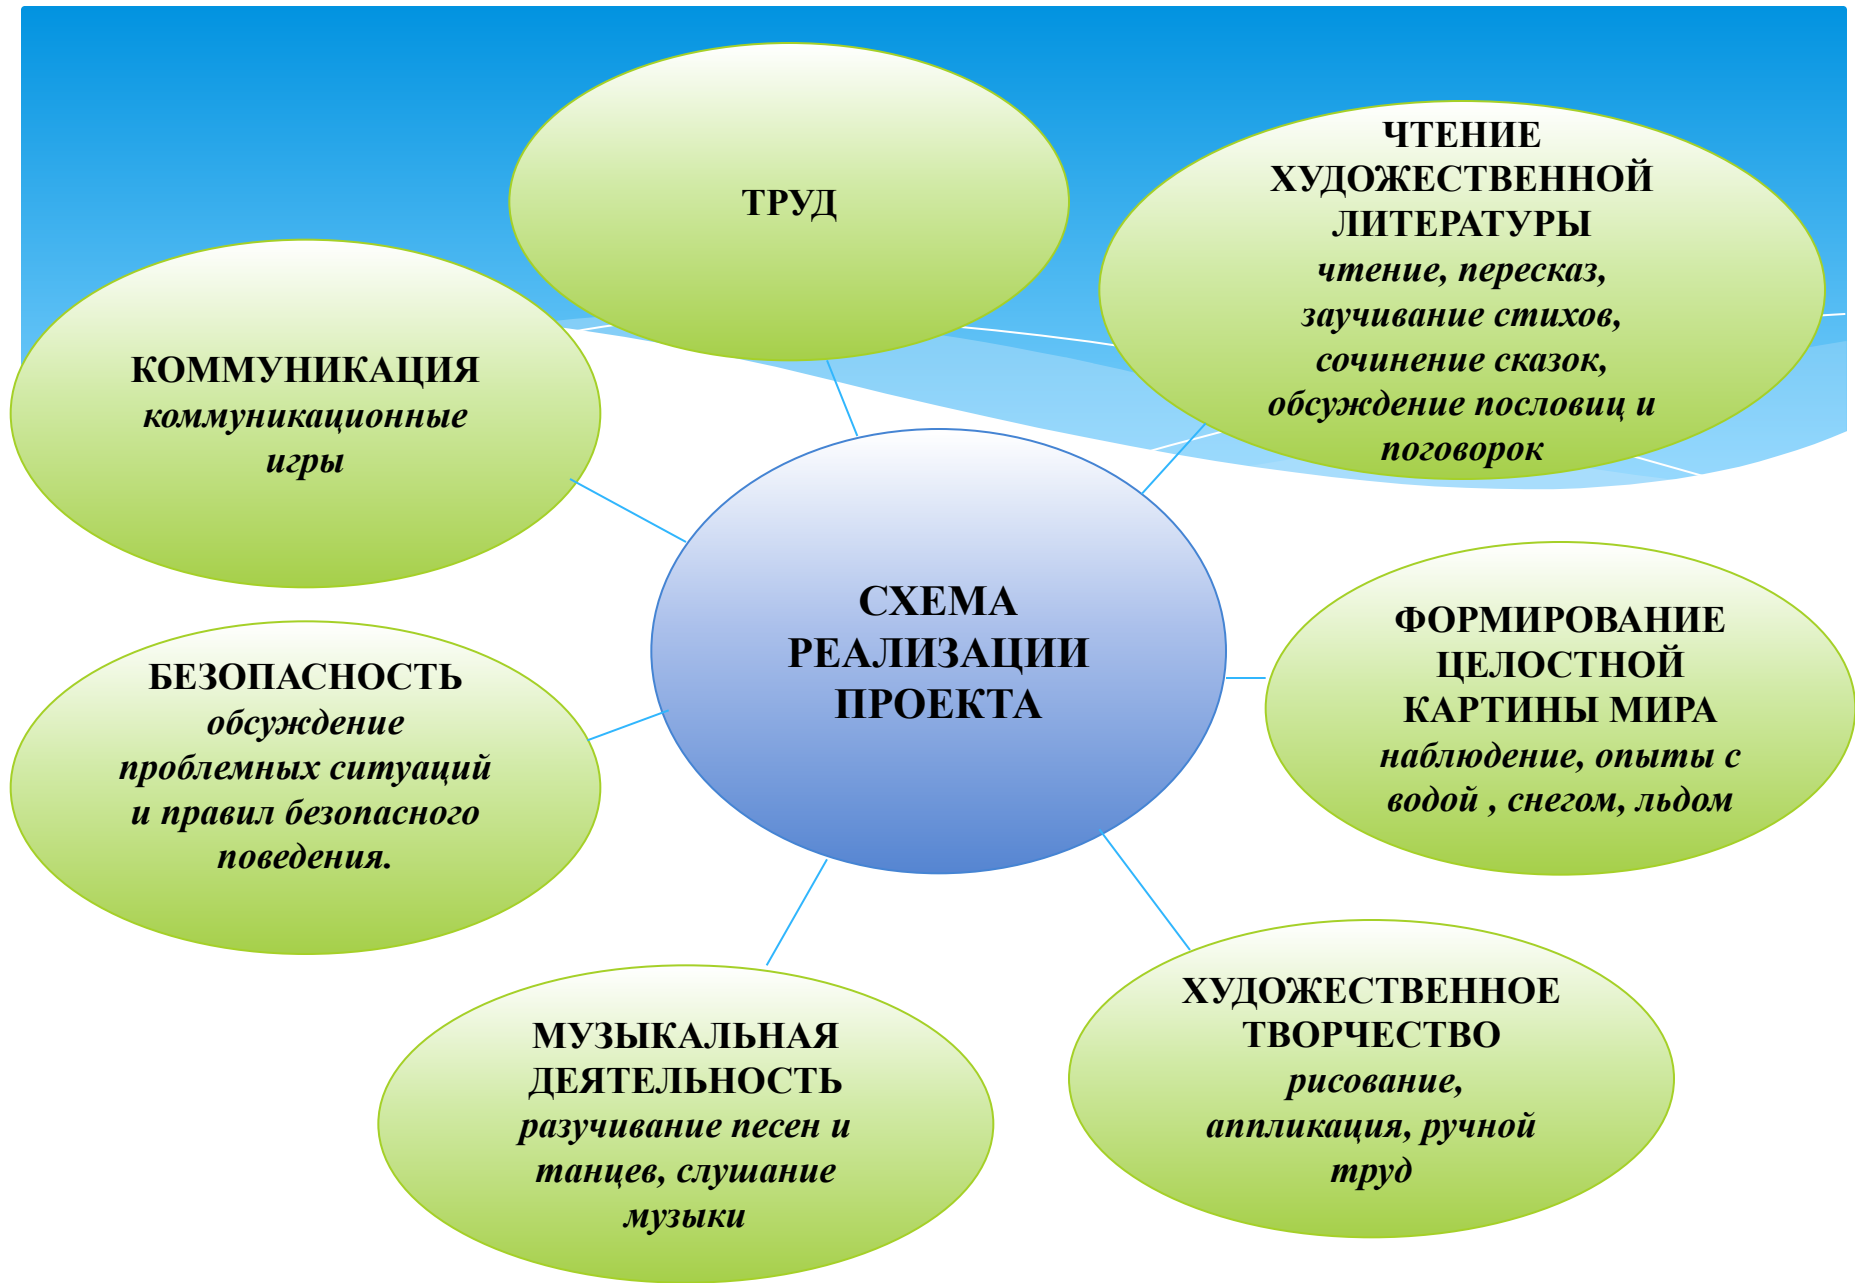 ТРУД
ЧТЕНИЕ
ХУДОЖЕСТВЕННОЙ
ЛИТЕРАТУРЫ
чтение, пересказ,
заучивание стихов,
сочинение сказок,
обсуждение пословиц и
поговорок
КОММУНИКАЦИЯ
коммуникационные
игры
СХЕМА
РЕАЛИЗАЦИИ
ПРОЕКТА
ФОРМИРОВАНИЕ
ЦЕЛОСТНОЙ
КАРТИНЫ МИРА
наблюдение, опыты с
водой , снегом, льдом
БЕЗОПАСНОСТЬ
обсуждение
проблемных ситуаций
и правил безопасного
поведения.
МУЗЫКАЛЬНАЯ
ДЕЯТЕЛЬНОСТЬ
разучивание песен и
танцев, слушание
музыки
ХУДОЖЕСТВЕННОЕ
ТВОРЧЕСТВО
рисование,
аппликация, ручной
труд